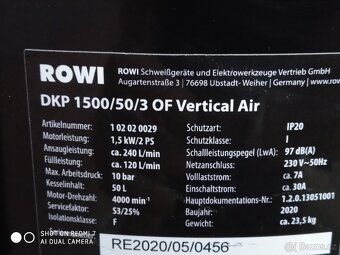 ROWI
ROWI Schweißgeräte und Elektrowerkzeuge Vertrieb GmbH
Augartenstraße 3 | 76698 Ubstadt- Weiher | Germany
DKP 1500/50/3 OF Vertical Air
Artikelnummer: 1 02 02 0029 Schutzart: IP20
Motorleistung: 1,5 kW/2 PS Schutzklasse: I
Ansaugleistung: ca. 240 L/min Schallleistungspegel (LwA): 97 dB(A)
Füllleistung: ca. 120 L/min Netzanschluss: 230 V~50Hz
Max. Arbeitsdruck: 10 bar Vollaststrom: ca. 7A
Kesselinhalt: 50 L Einschaltstrom: ca. 30A
Motor-Drehzahl: 4000 min⁻¹ Hauptdokumentations-Nr.: 1.2.0.13051001
Servicefaktor: S3/25% Baujahr: 2020
Isolationsklasse: F Gewicht: ca. 23,5 kg
RE2020/05/0456
SHOT ON REDMI 7
AI DUAL CAMERA